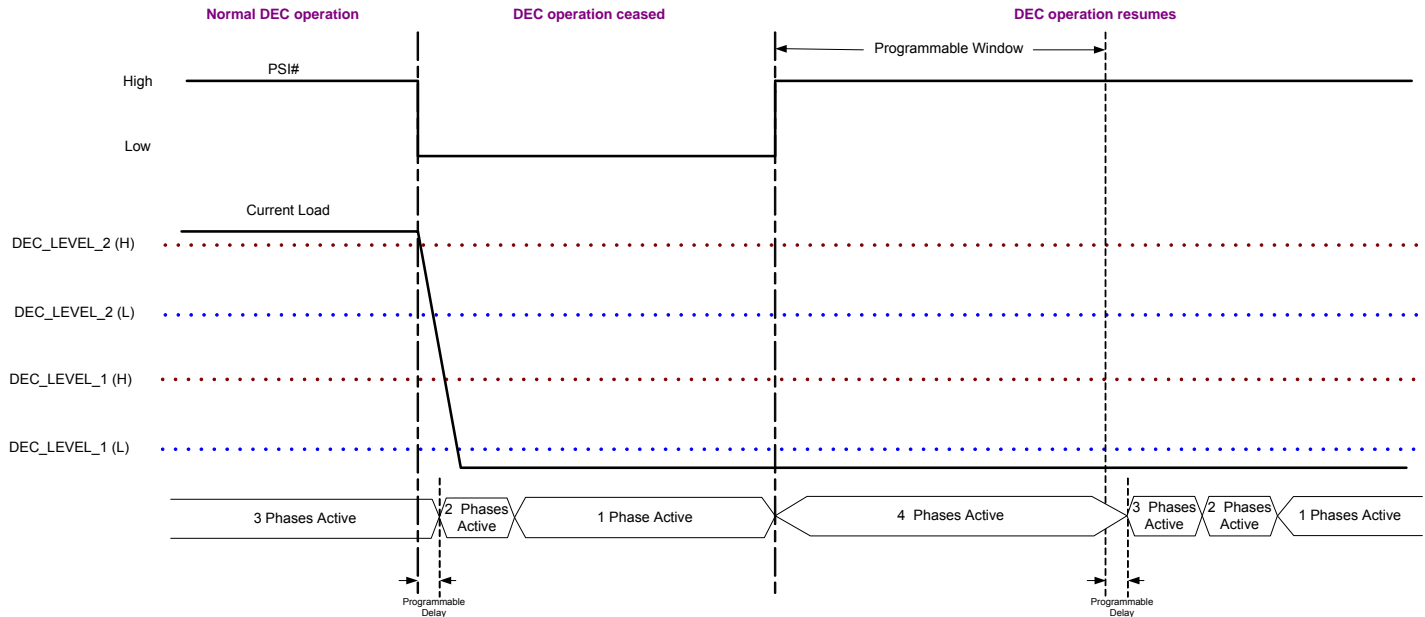 Normal DEC operation
DEC operation ceased
DEC operation resumes
Programmable Window
PSI#
High
Low
Current Load
DEC_LEVEL_2 (H)
DEC_LEVEL_2 (L)
DEC_LEVEL_1 (H)
DEC_LEVEL_1 (L)
3 Phases Active
2 Phases
Active
1 Phase Active
4 Phases Active
3 Phases
Active
2 Phases
Active
1 Phases Active
Programmable
Delay
Programmable
Delay